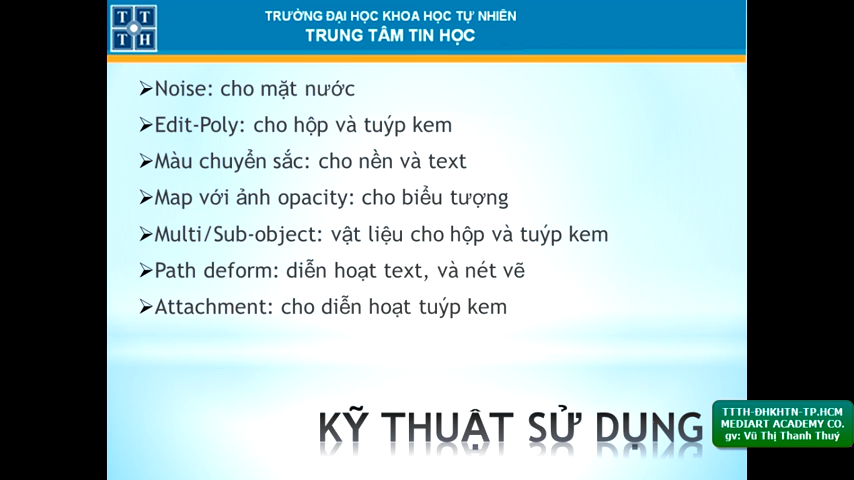 T T
T H
TRƯỜNG ĐẠI HỌC KHOA HỌC TỰ NHIÊN
TRUNG TÂM TIN HỌC
➢Noise: cho mặt nước
➢Edit-Poly: cho hộp và tuýp kem
➢Màu chuyển sắc: cho nền và text
➢Map với ảnh opacity: cho biểu tượng
➢Multi/Sub-object: vật liệu cho hộp và tuýp kem
➢Path deform: diễn hoạt text, và nét vẽ
➢Attachment: cho diễn hoạt tuýp kem
KỸ THUẬT SỬ DỤNG
TTTH-ĐHKHTN-TP.HCM
MEDIART ACADEMY CO.
gv: Vũ Thị Thanh Thuý